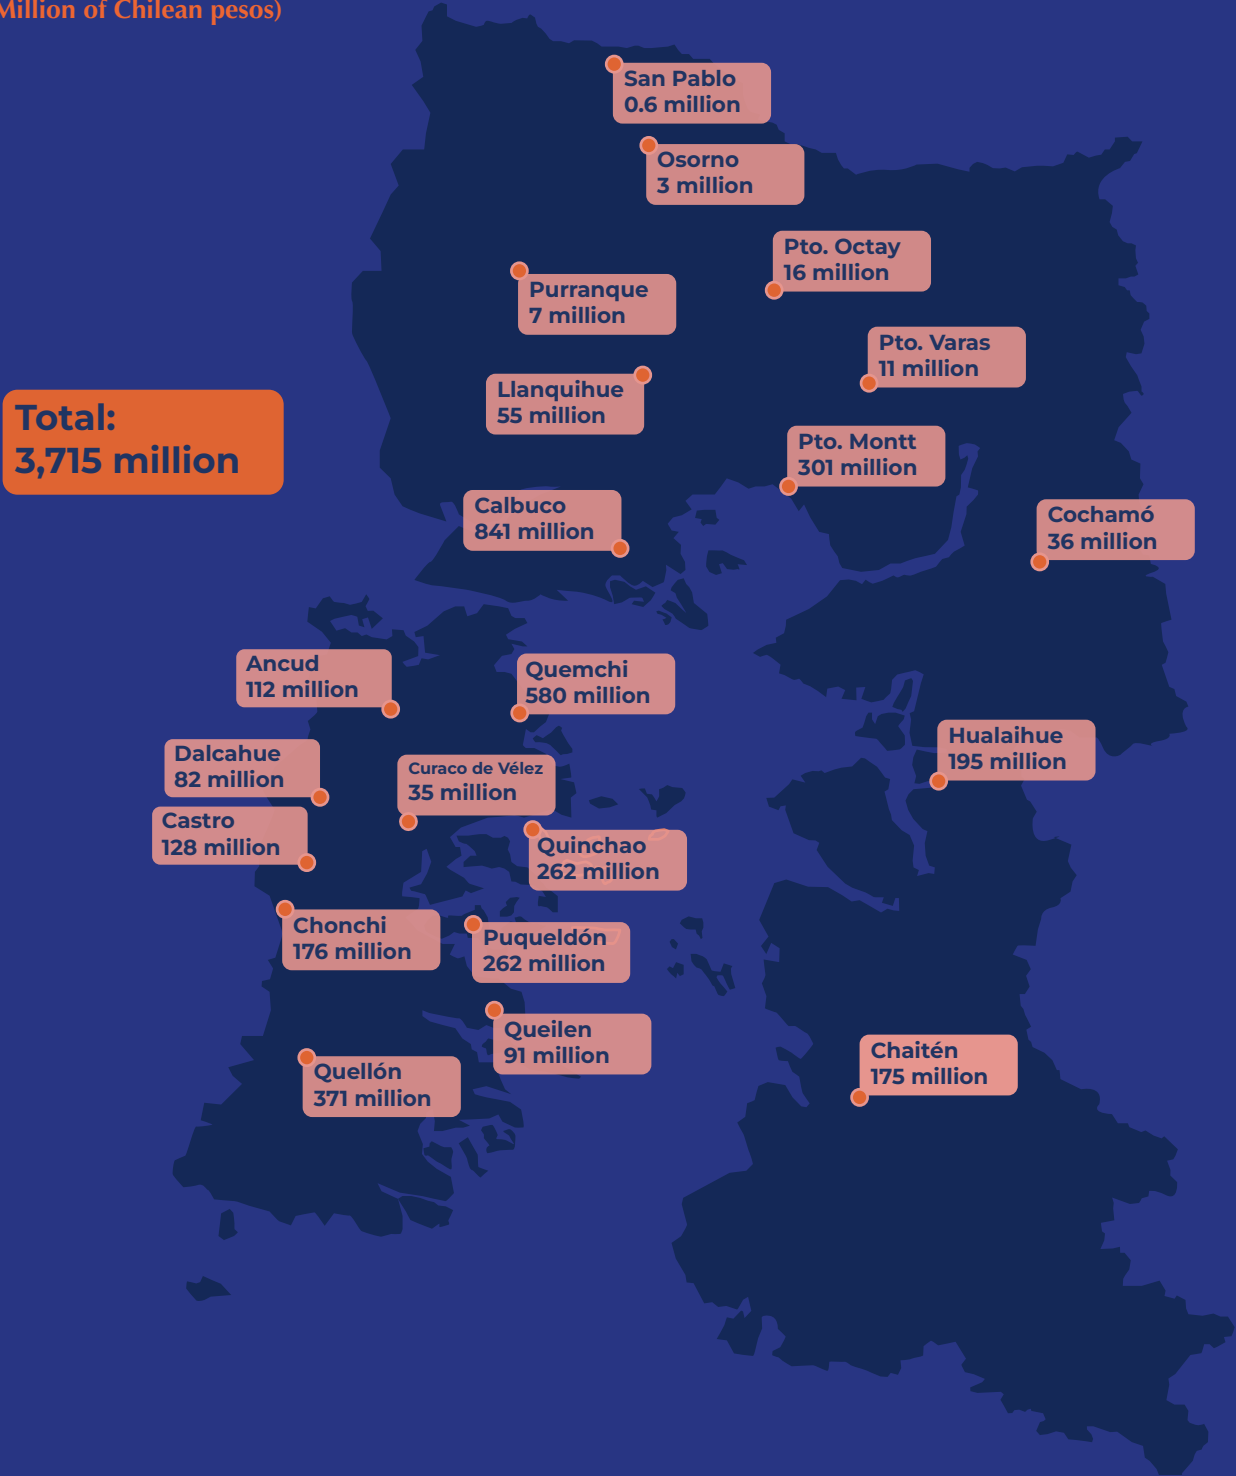 Million of Chilean pesos)
San Pablo
0.6 million
Osorno
3 million
Pto. Octay
16 million
Purranque
7 million
Pto. Varas
11 million
Llanquihue
55 million
Total:
3,715 million
Pto. Montt
301 million
Calbuco
841 million
Cochamó
36 million
Ancud
112 million
Quemchi
580 million
Hualaihue
195 million
Dalcahue
82 million
Curaco de Vélez
35 million
Castro
128 million
Quinchao
262 million
Chonchi
176 million
Puqueldón
262 million
Queilen
91 million
Chaitén
175 million
Quellón
371 million